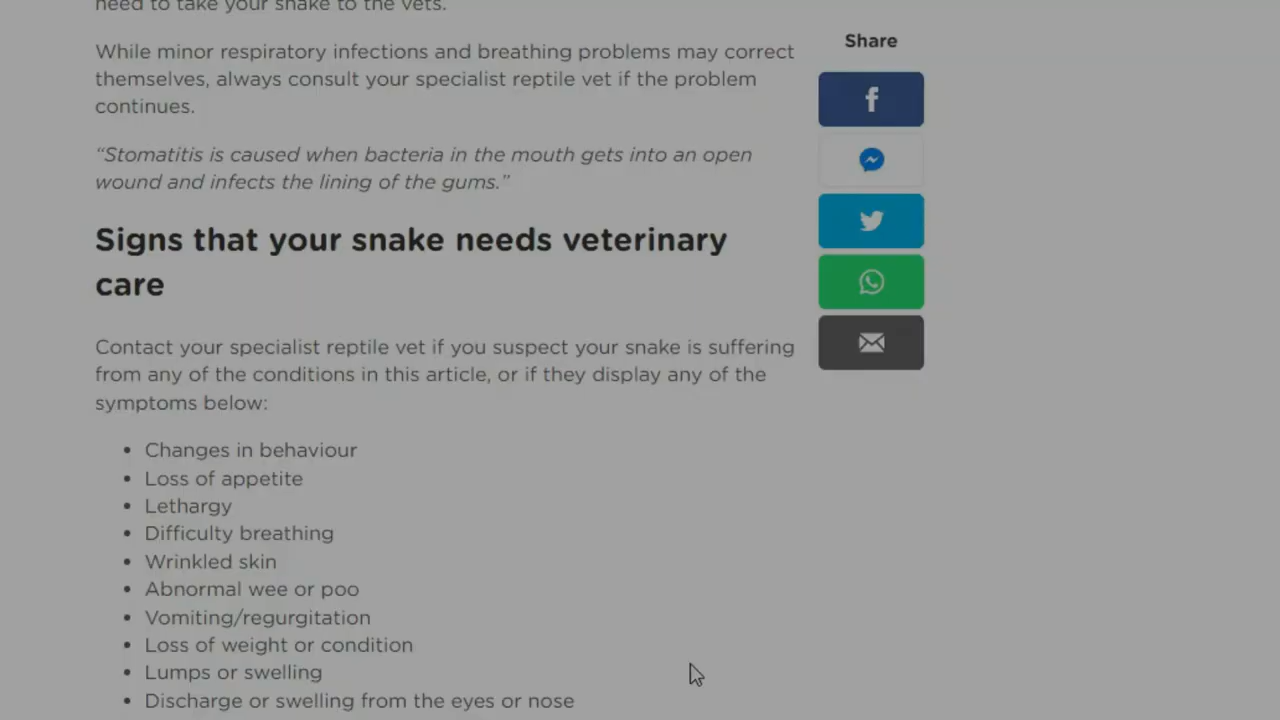 need to take your snake to the vets.
While minor respiratory infections and breathing problems may correct
themselves, always consult your specialist reptile vet if the problem
continues.
“Stomatitis is caused when bacteria in the mouth gets into an open
wound and infects the lining of the gums.”
Signs that your snake needs veterinary
care
Contact your specialist reptile vet if you suspect your snake is suffering
from any of the conditions in this article, or if they display any of the
symptoms below:
• Changes in behaviour
• Loss of appetite
• Lethargy
• Difficulty breathing
• Wrinkled skin
• Abnormal wee or poo
• Vomiting/regurgitation
• Loss of weight or condition
• Lumps or swelling
• Discharge or swelling from the eyes or nose
Share